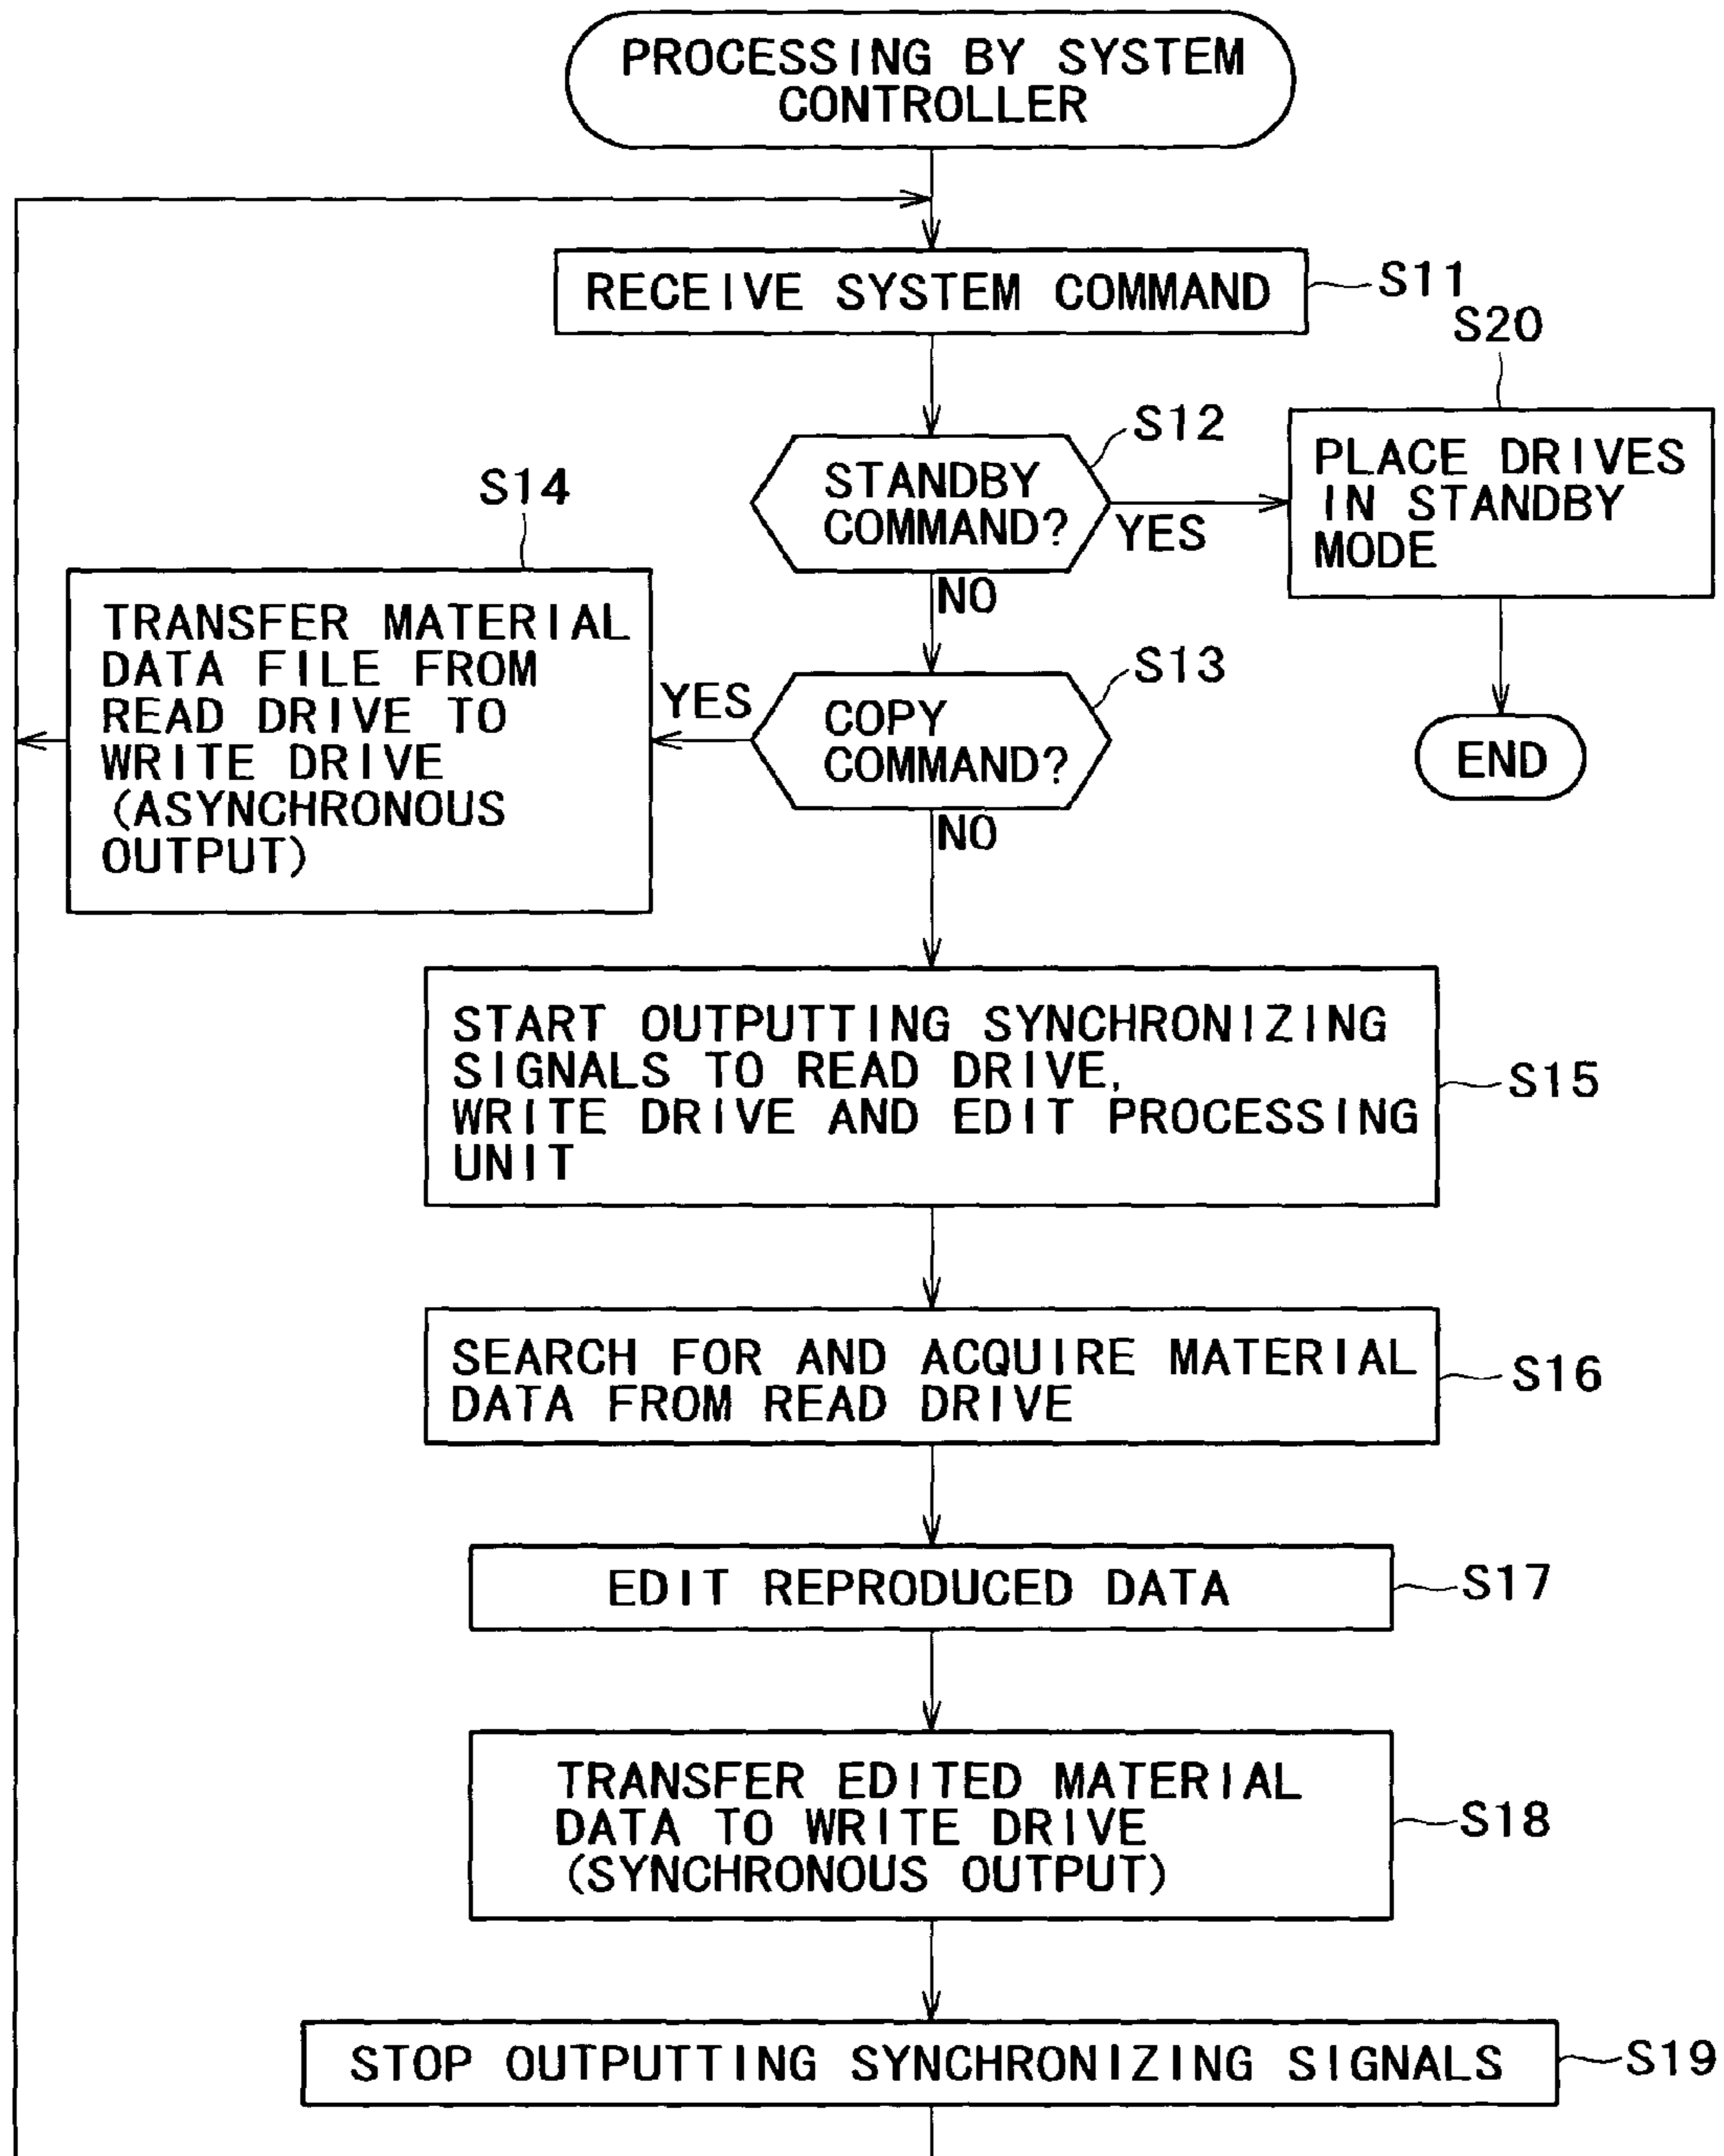 PROCESSING BY SYSTEM
CONTROLLER
RECEIVE SYSTEM COMMAND
S11
S20
S12
STANDBY
COMMAND?
YES
PLACE DRIVES
IN STANDBY
MODE
NO
S14
TRANSFER MATERIAL
DATA FILE FROM
READ DRIVE TO
WRITE DRIVE
(ASYNCHRONOUS
OUTPUT)
S13
YES
COPY
COMMAND?
END
NO
START OUTPUTTING SYNCHRONIZING
SIGNALS TO READ DRIVE,
WRITE DRIVE AND EDIT PROCESSING
UNIT
S15
SEARCH FOR AND ACQUIRE MATERIAL
DATA FROM READ DRIVE
S16
EDIT REPRODUCED DATA
S17
TRANSFER EDITED MATERIAL
DATA TO WRITE DRIVE
(SYNCHRONOUS OUTPUT)
S18
STOP OUTPUTTING SYNCHRONIZING SIGNALS
S19